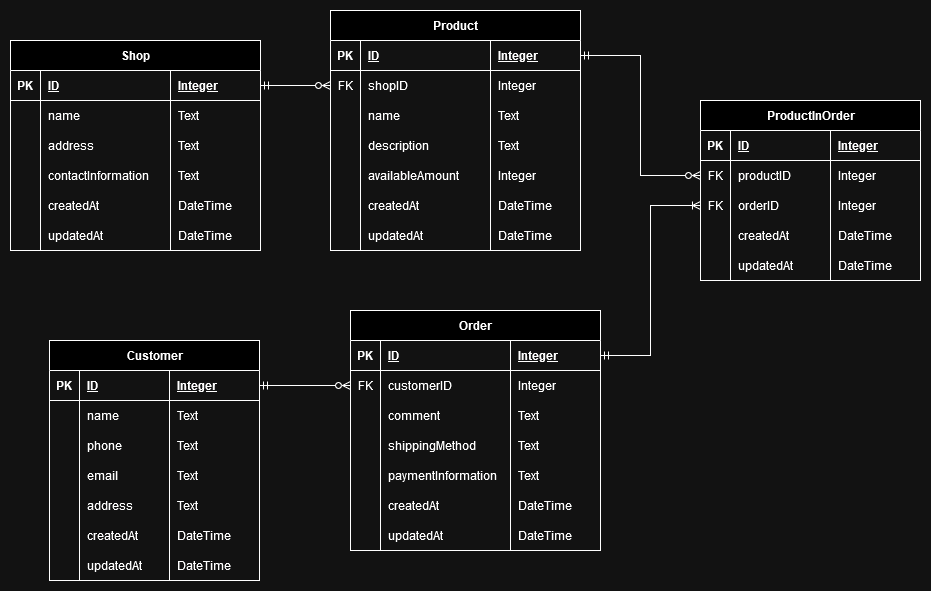 Shop
PK ID Integer
name Text
address Text
contactInformation Text
createdAt DateTime
updatedAt DateTime
Product
PK ID Integer
FK shopID Integer
name Text
description Text
availableAmount Integer
createdAt DateTime
updatedAt DateTime
ProductInOrder
PK ID Integer
FK productID Integer
FK orderID Integer
createdAt DateTime
updatedAt DateTime
Customer
PK ID Integer
name Text
phone Text
email Text
address Text
createdAt DateTime
updatedAt DateTime
Order
PK ID Integer
FK customerID Integer
comment Text
shippingMethod Text
paymentInformation Text
createdAt DateTime
updatedAt DateTime